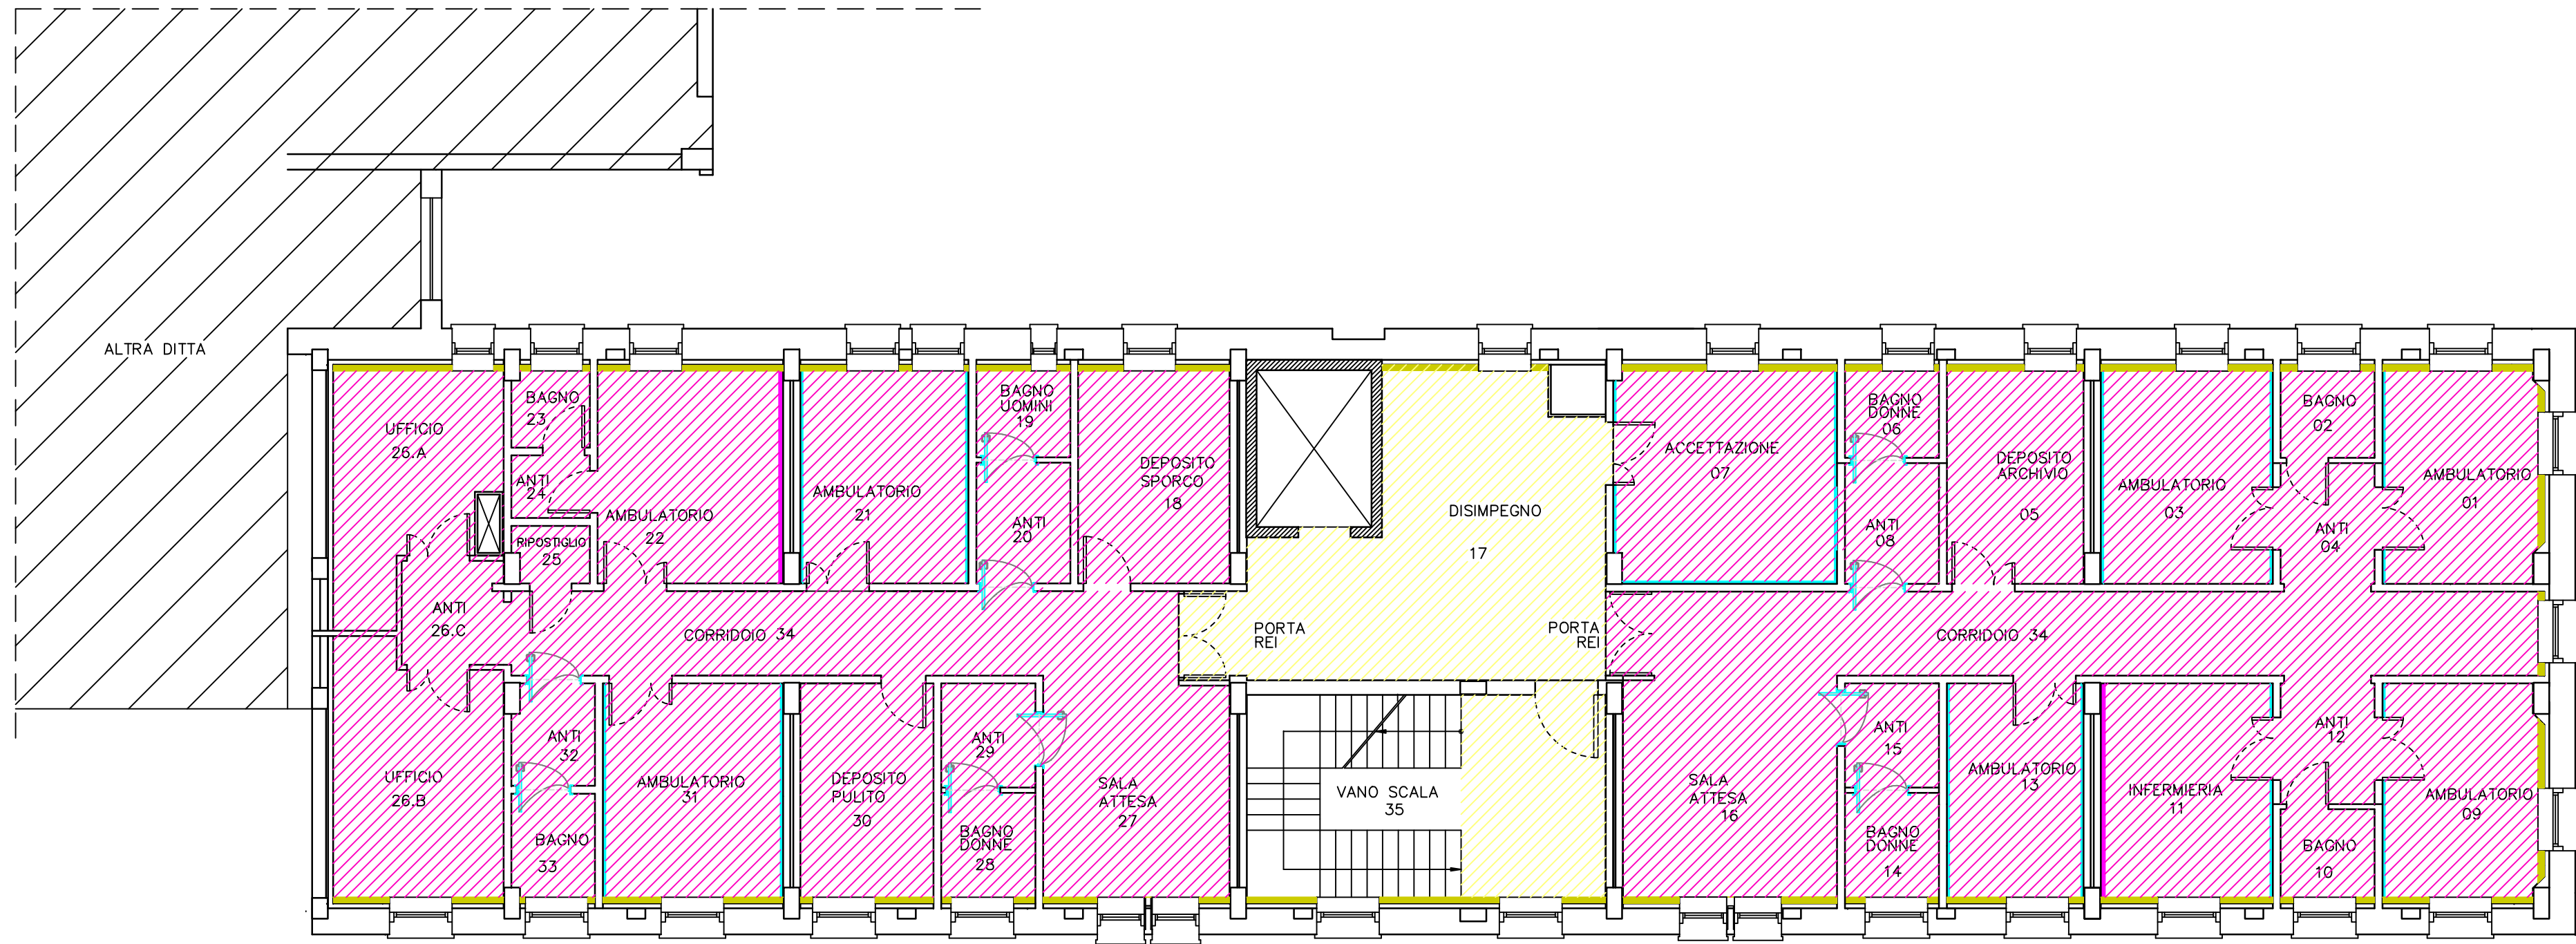 ALTRA DITTA
UFFICIO
26.A
BAGNO
23
ANTI
24
RIPOSTIGLIO
25
AMBULATORIO
22
AMBULATORIO
21
BAGNO
UOMINI
19
ANTI
20
DEPOSITO
SPORCO
18
DISIMPEGNO
17
ACCETTAZIONE
07
BAGNO
DONNE
06
ANTI
08
DEPOSITO
ARCHIVIO
05
AMBULATORIO
03
BAGNO
02
ANTI
04
AMBULATORIO
01
ANTI
26.C
CORRIDOIO 34
PORTA
REI
PORTA
REI
CORRIDOIO 34
UFFICIO
26.B
ANTI
32
BAGNO
33
AMBULATORIO
31
DEPOSITO
PULITO
30
ANTI
29
BAGNO
DONNE
28
SALA
ATTESA
27
VANO SCALA
35
SALA
ATTESA
16
ANTI
15
BAGNO
DONNE
14
AMBULATORIO
13
INFERMIERIA
11
ANTI
12
BAGNO
10
AMBULATORIO
09